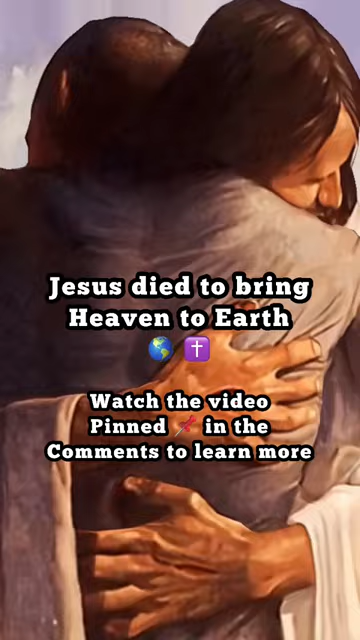 Jesus died to bring
Heaven to Earth
🌎 ✝️
Watch the video
Pinned 📌 in the
Comments to learn more